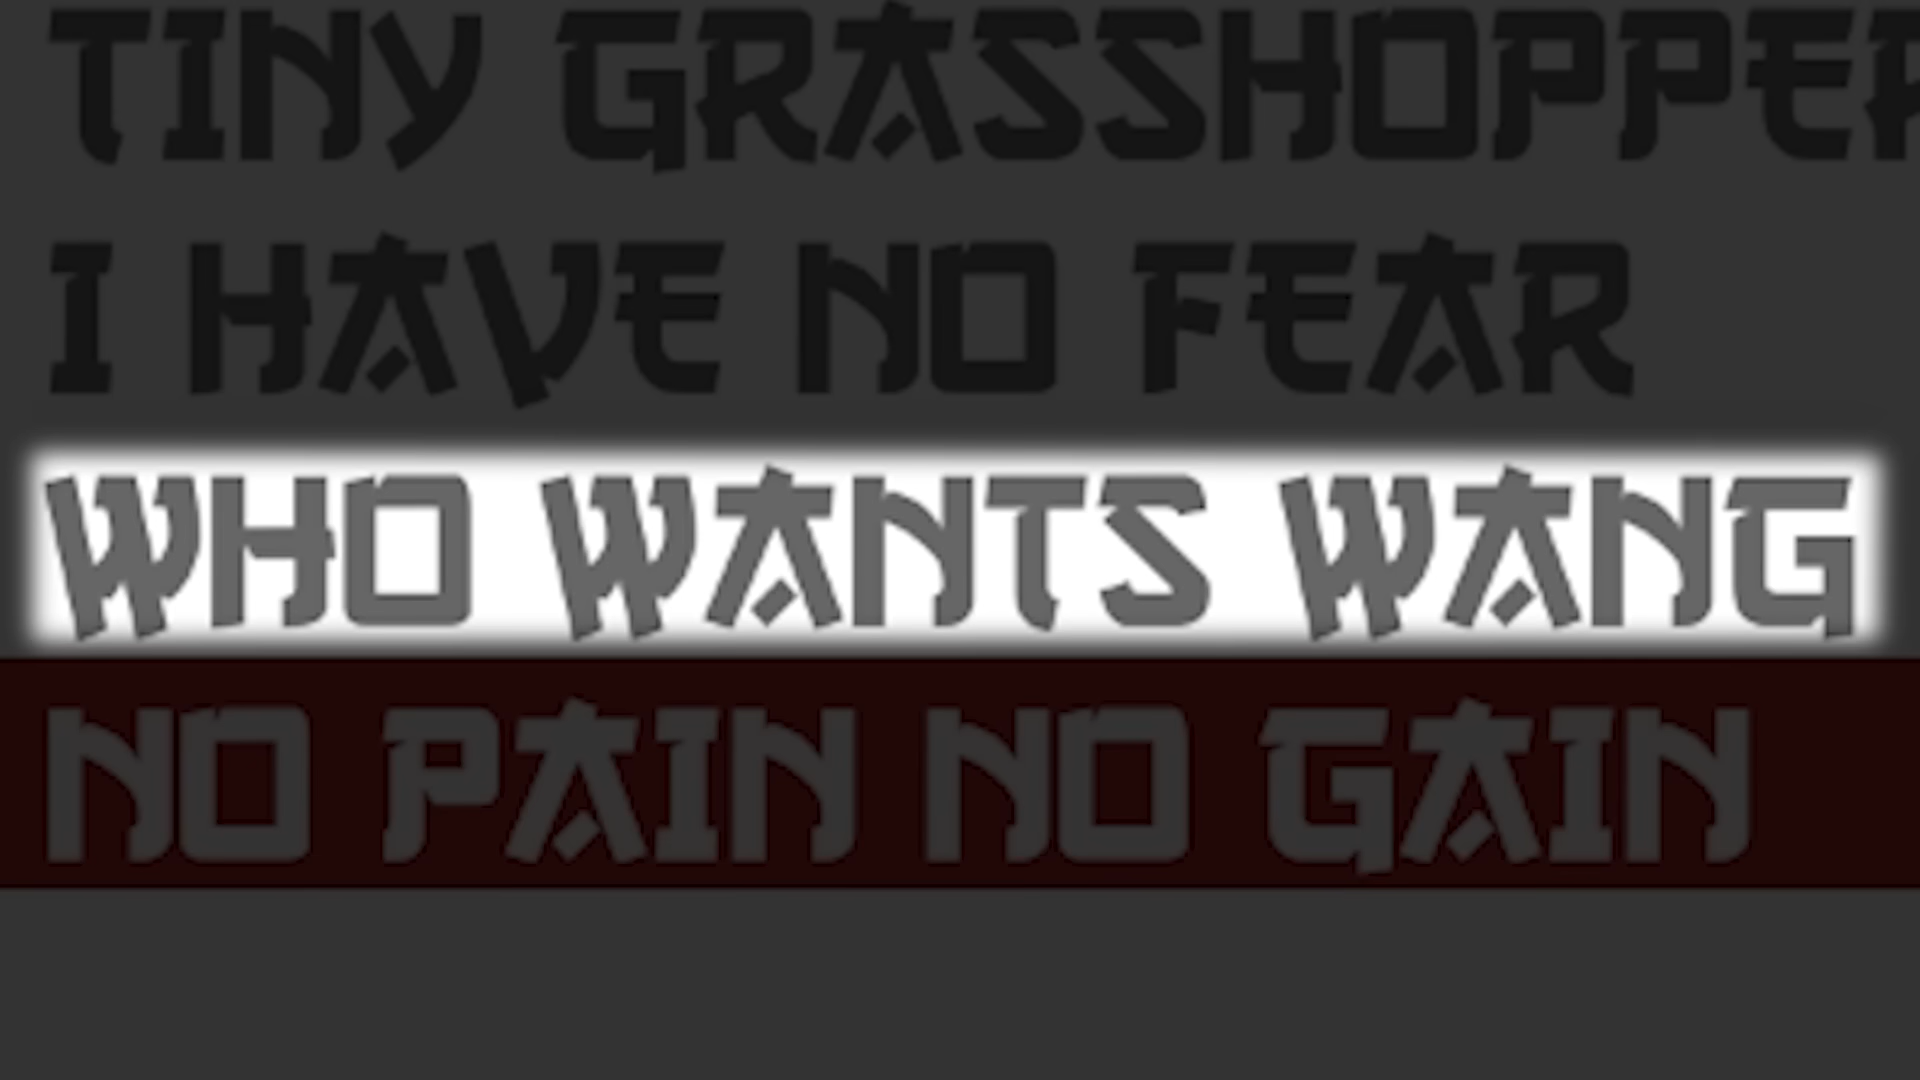 TINY GRASSHOPPER
I HAVE NO FEAR
WHO WANTS WANG
NO PAIN NO GAIN